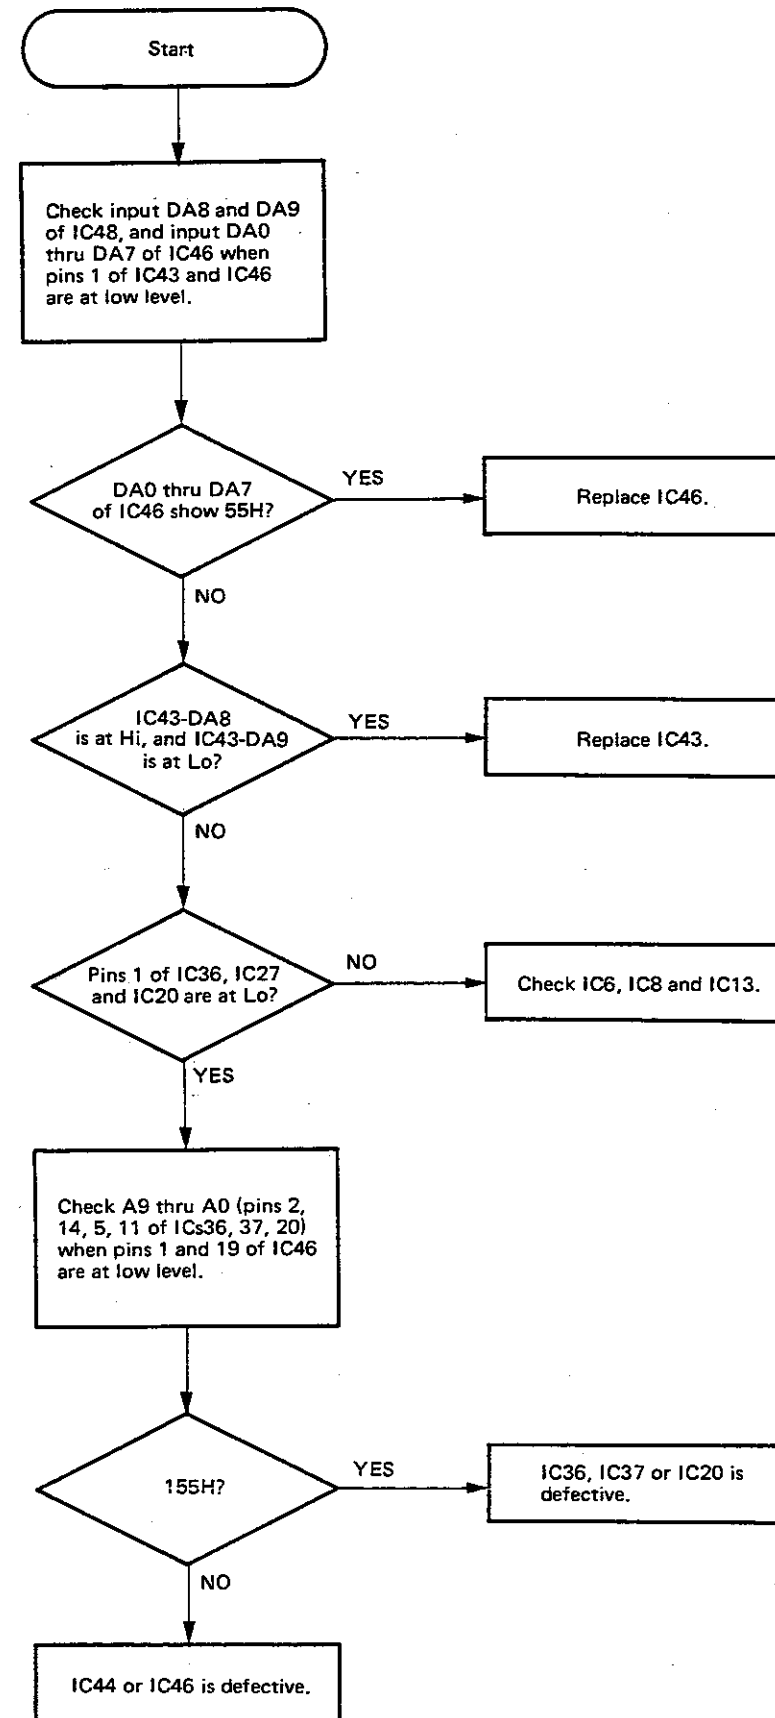 Start
Check input DA8 and DA9
of IC48, and input DA0
thru DA7 of IC46 when
pins 1 of IC43 and IC46
are at low level.
DA0 thru DA7
of IC46 show 55H?
YES
Replace IC46.
NO
IC43-DA8
is at Hi, and IC43-DA9
is at Lo?
YES
Replace IC43.
NO
Pins 1 of IC36, IC27
and IC20 are at Lo?
NO
Check IC6, IC8 and IC13.
YES
Check A9 thru A0 (pins 2,
14, 5, 11 of ICs36, 37, 20)
when pins 1 and 19 of IC46
are at low level.
155H?
YES
IC36, IC37 or IC20 is
defective.
NO
IC44 or IC46 is defective.